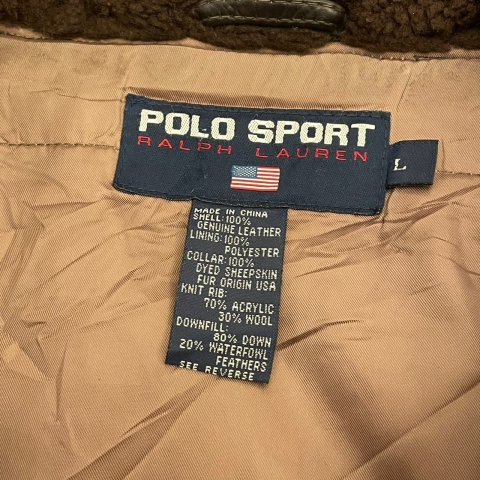 POLO SPORT
RALPH LAUREN
L
MADE IN CHINA
SHELL:100%
GENUINE LEATHER
LINING:100%
POLYESTER
COLLAR:100%
DYED SHEEPSKIN
FUR ORIGIN USA
KNIT RIB:
70% ACRYLIC
30% WOOL
DOWNFILL:
80% DOWN
20% WATERFOWL
FEATHERS
SEE REVERSE